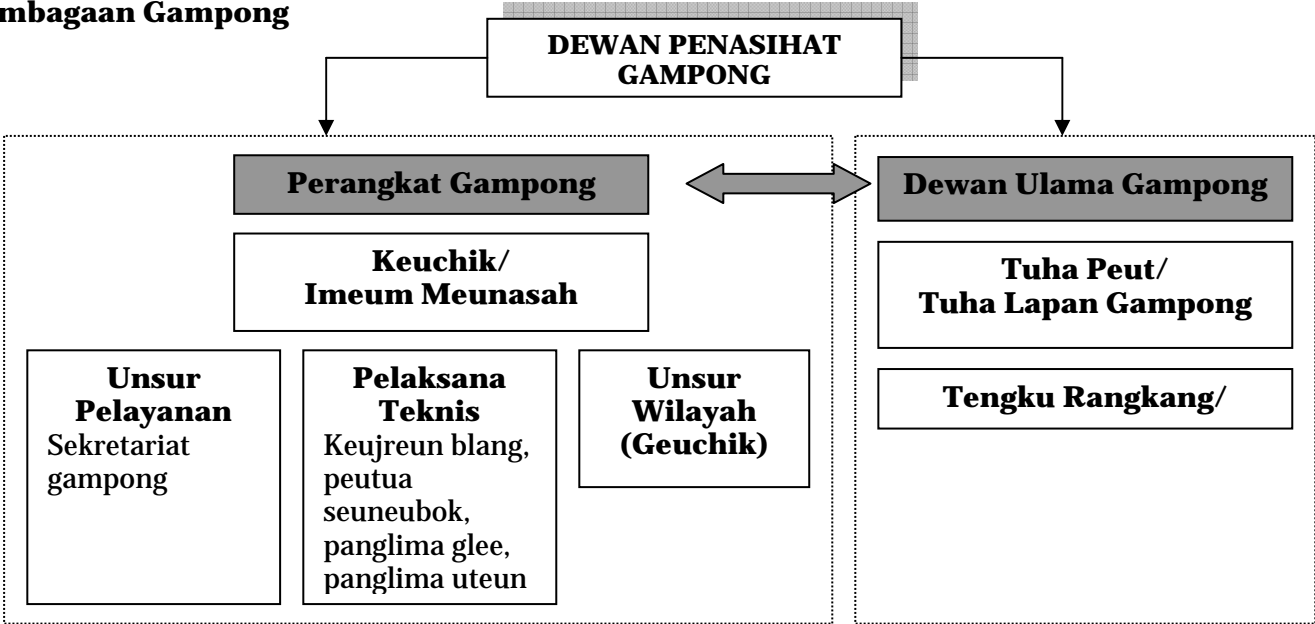 mbagaan Gampong
DEWAN PENASIHAT
GAMPONG
Perangkat Gampong
Dewan Ulama Gampong
Keuchik/
Imeum Meunasah
Tuha Peut/
Tuha Lapan Gampong
Unsur
Pelayanan
Sekretariat
gampong
Pelaksana
Teknis
Keujreun blang,
peutua
seuneubok,
panglima glee,
panglima uteun
Unsur
Wilayah
(Geuchik)
Tengku Rangkang/